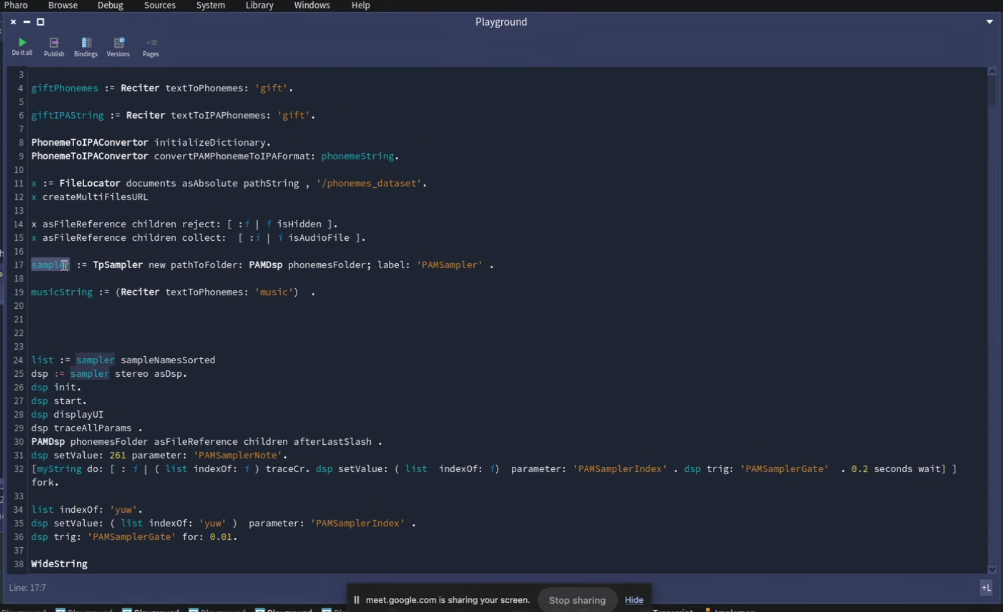 Pharo Browse Debug Sources System Library Windows Help
Playground
Do it all Publish Bindings Versions Pages
3
4 giftPhonemes := Reciter textToPhonemes: 'gift'.
5
6 giftIPAString := Reciter textToIPAPhonemes: 'gift'.
7
8 PhonemeToIPAConvertor initializeDictionary.
9 PhonemeToIPAConvertor convertPAMPhonemeToIPAFormat: phonemeString.
10
11 x := FileLocator documents asAbsolute pathString , '/phonemes_dataset'.
12 x createMultiFilesURL
13
14 x asFileReference children reject: [ :i | i isHidden ].
15 x asFileReference children collect: [ :i | i isAudioFile ].
16
17 sampler := TpSampler new pathToFolder: PAMDsp phonemesFolder; label: 'PAMSampler' .
18
19 musicString := (Reciter textToPhonemes: 'music') .
20
21
22
23
24 list := sampler sampleNamesSorted
25 dsp := sampler stereo asDsp.
26 dsp init.
27 dsp start.
28 dsp displayUI
29 dsp traceAllParams .
30 PAMDsp phonemesFolder asFileReference children afterLastSlash .
31 dsp setValue: 261 parameter: 'PAMSamplerNote'.
32 [myString do: [ : i | ( list indexOf: i ) traceCr. dsp setValue: ( list indexOf: i) parameter: 'PAMSamplerIndex' . dsp trig: 'PAMSamplerGate' . 0.2 seconds wait] ]
fork.
33
34 list indexOf: 'yuw'.
35 dsp setValue: ( list indexOf: 'yuw' ) parameter: 'PAMSamplerIndex' .
36 dsp trig: 'PAMSamplerGate' for: 0.01.
37
38 WideString
Line: 17:7
+L
meet.google.com is sharing your screen. Stop sharing Hide